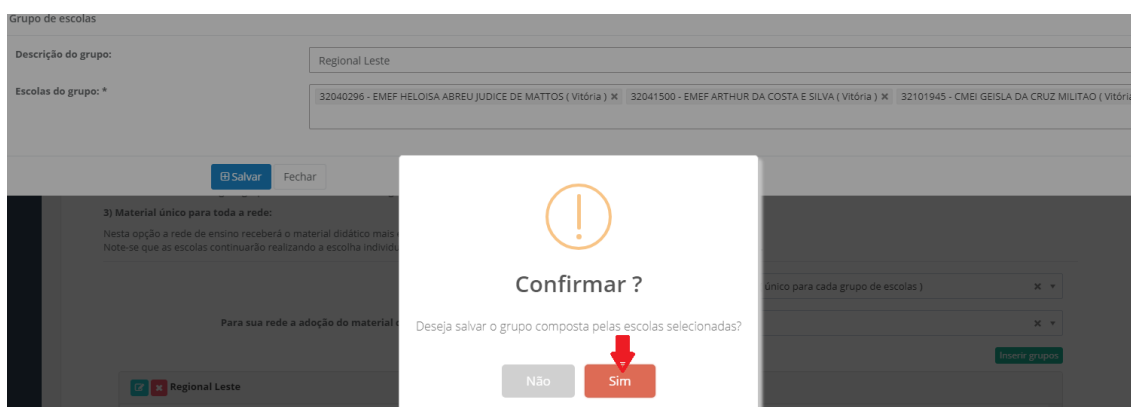 Grupo de escolas
Descrição do grupo:
Regional Leste
Escolas do grupo: *
32040296 - EMEF HELOISA ABREU JUDICE DE MATTOS ( Vitória ) ✖ 32041500 - EMEF ARTHUR DA COSTA E SILVA ( Vitória ) ✖ 32101945 - CMEI GEISLA DA CRUZ MILITAO ( Vitória
Salvar Fechar
3) Material único para toda a rede:
Nesta opção a rede de ensino receberá o material didático mais
Note-se que as escolas continuarão realizando a escolha individu
único para cada grupo de escolas )
Para sua rede a adoção do material
Inserir grupos
Regional Leste
Confirmar ?
Deseja salvar o grupo composta pelas escolas selecionadas?
Não Sim